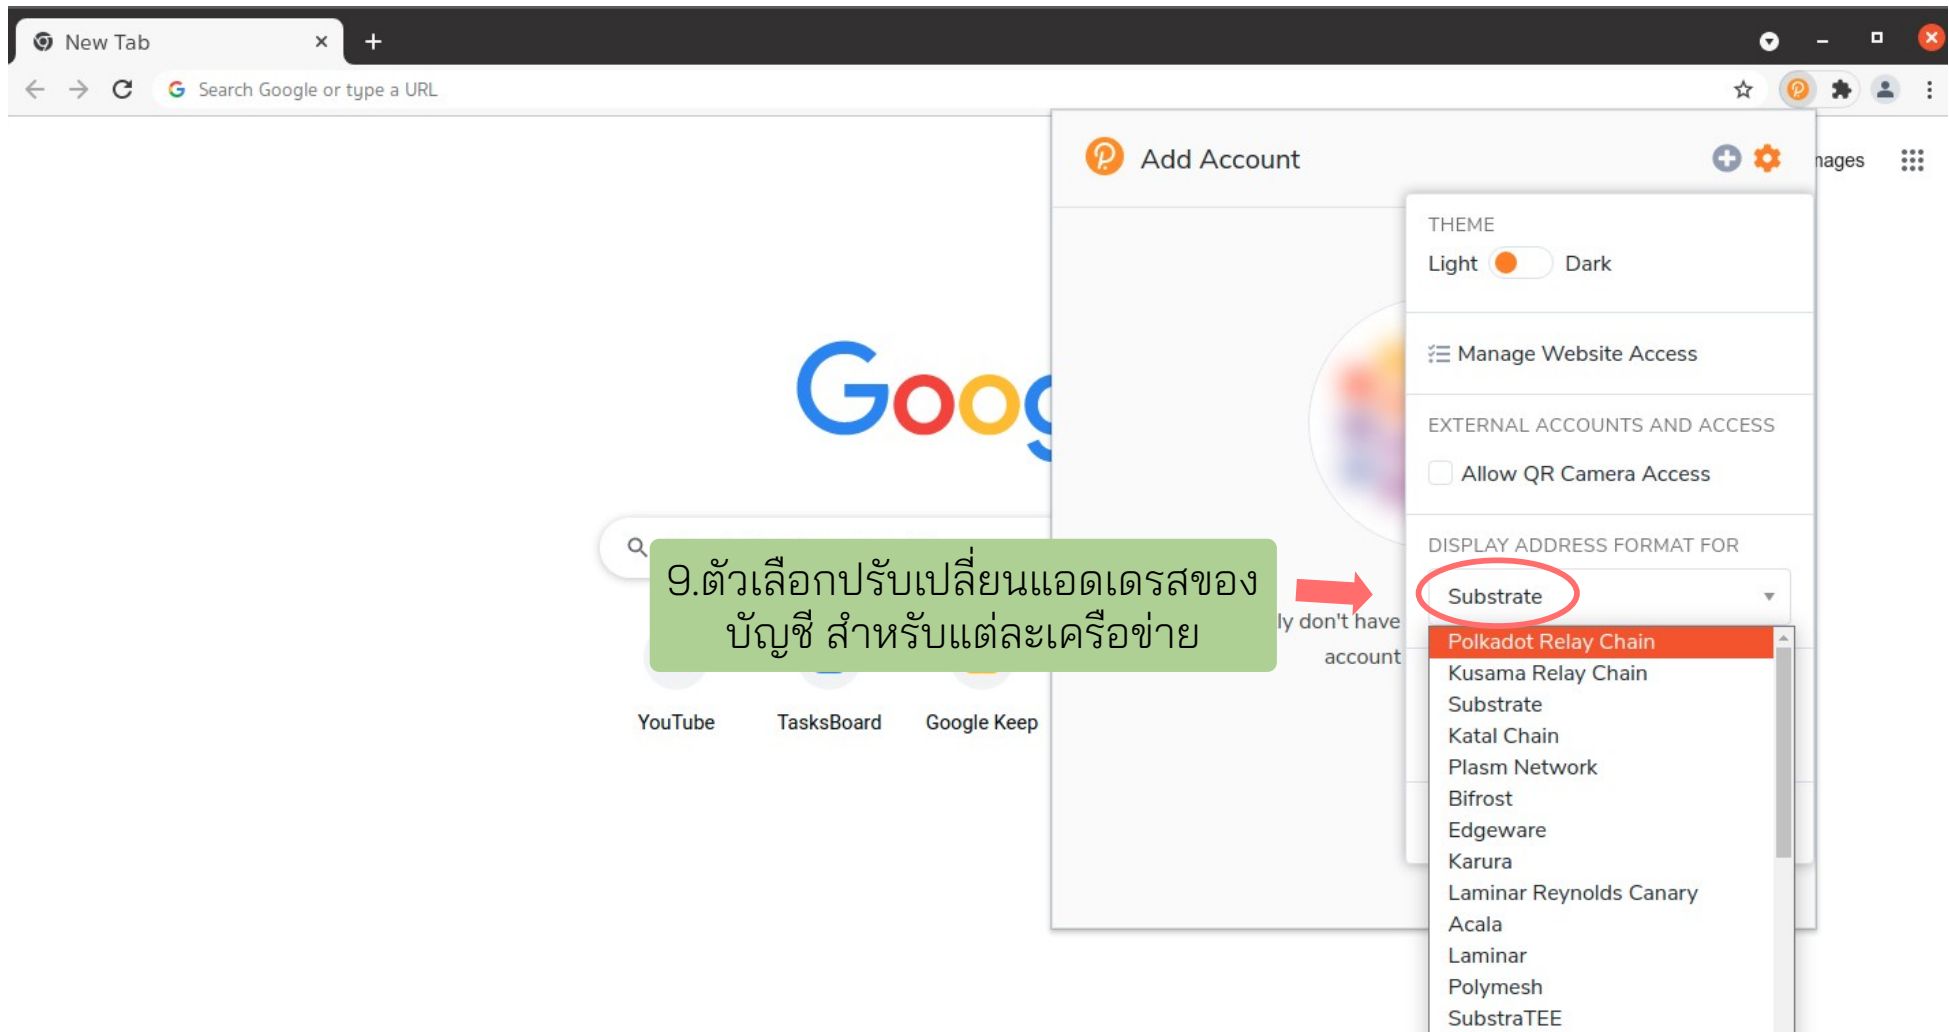 New Tab
Search Google or type a URL
Add Account
THEME
Light Dark
Manage Website Access
EXTERNAL ACCOUNTS AND ACCESS
Allow QR Camera Access
DISPLAY ADDRESS FORMAT FOR
Substrate
Polkadot Relay Chain
Kusama Relay Chain
Substrate
Katal Chain
Plasm Network
Bifrost
Edgeware
Karura
Laminar Reynolds Canary
Acala
Laminar
Polymesh
SubstraTEE
9.ตัวเลือกปรับเปลี่ยนแอดเดรสของ
บัญชี สำหรับแต่ละเครือข่าย
don't have
account
YouTube TasksBoard Google Keep